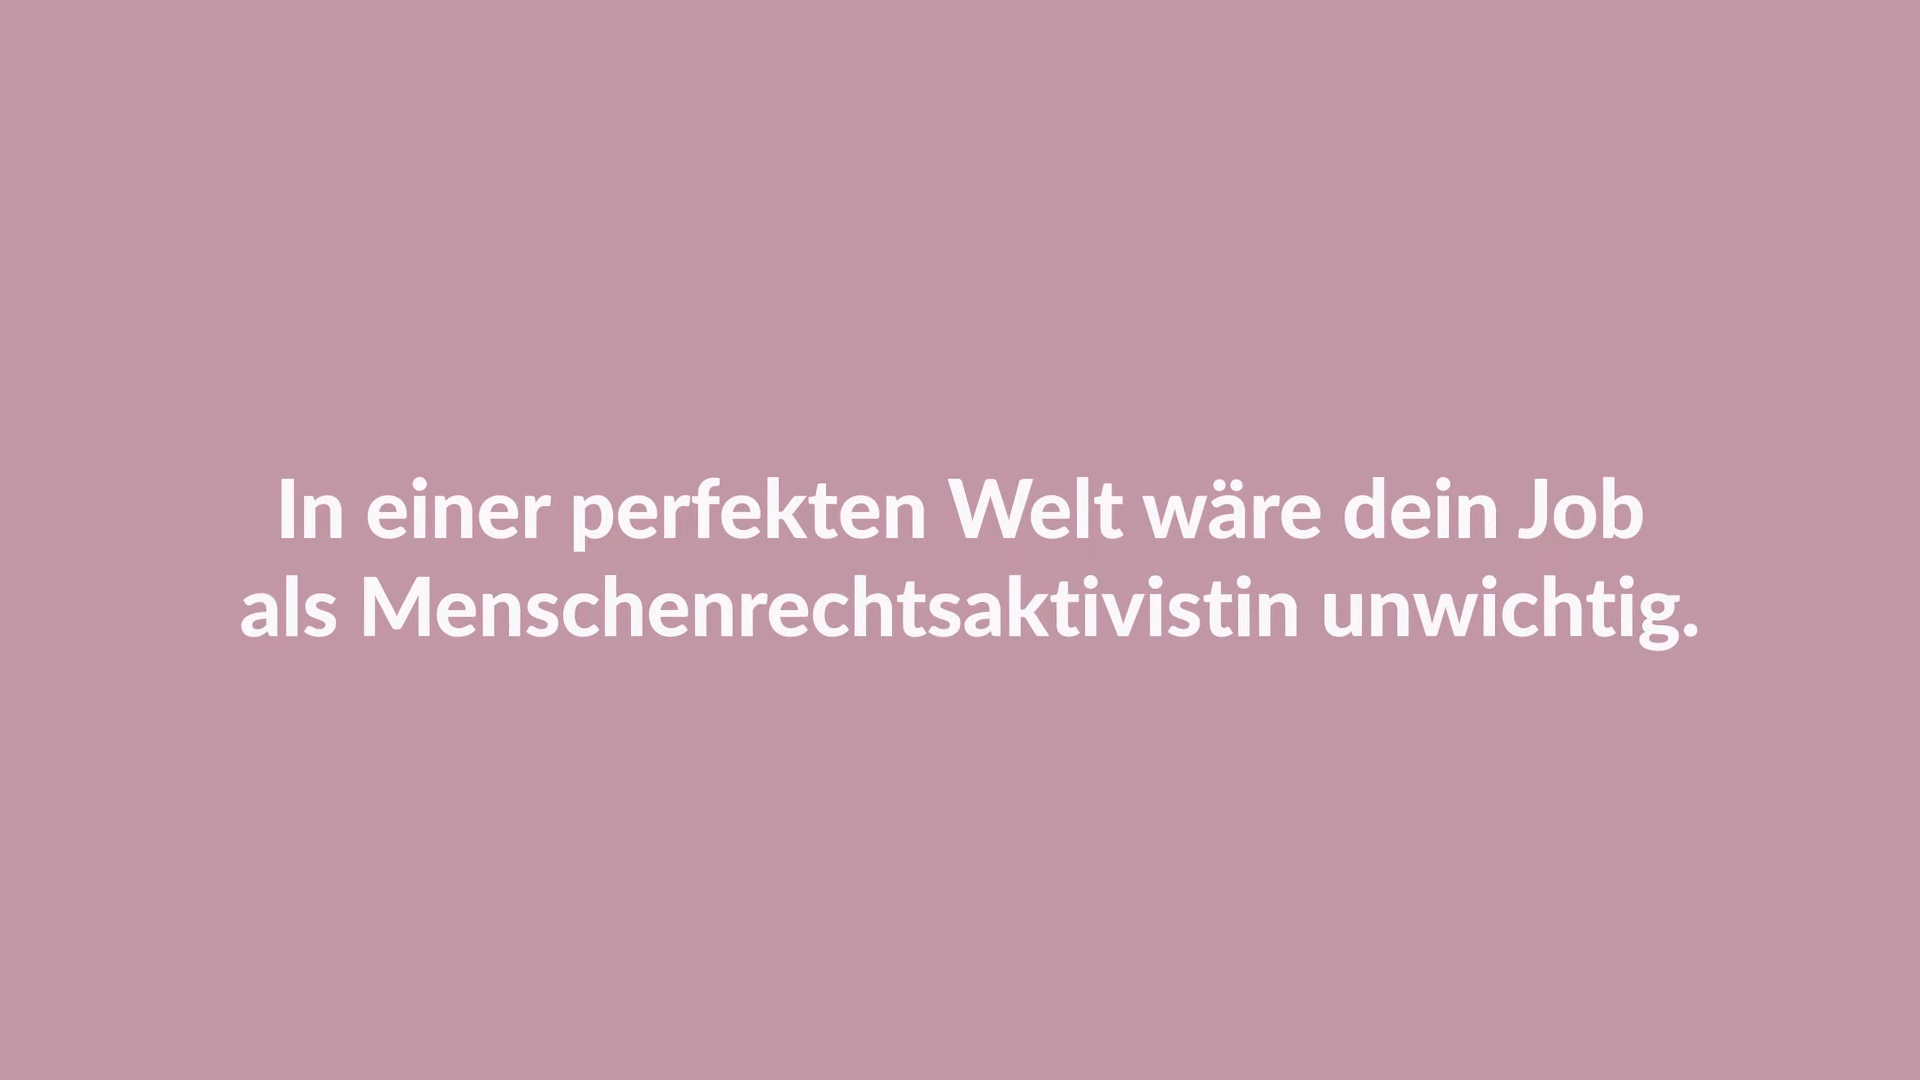 In einer perfekten Welt wäre dein Job
als Menschenrechtsaktivistin unwichtig.